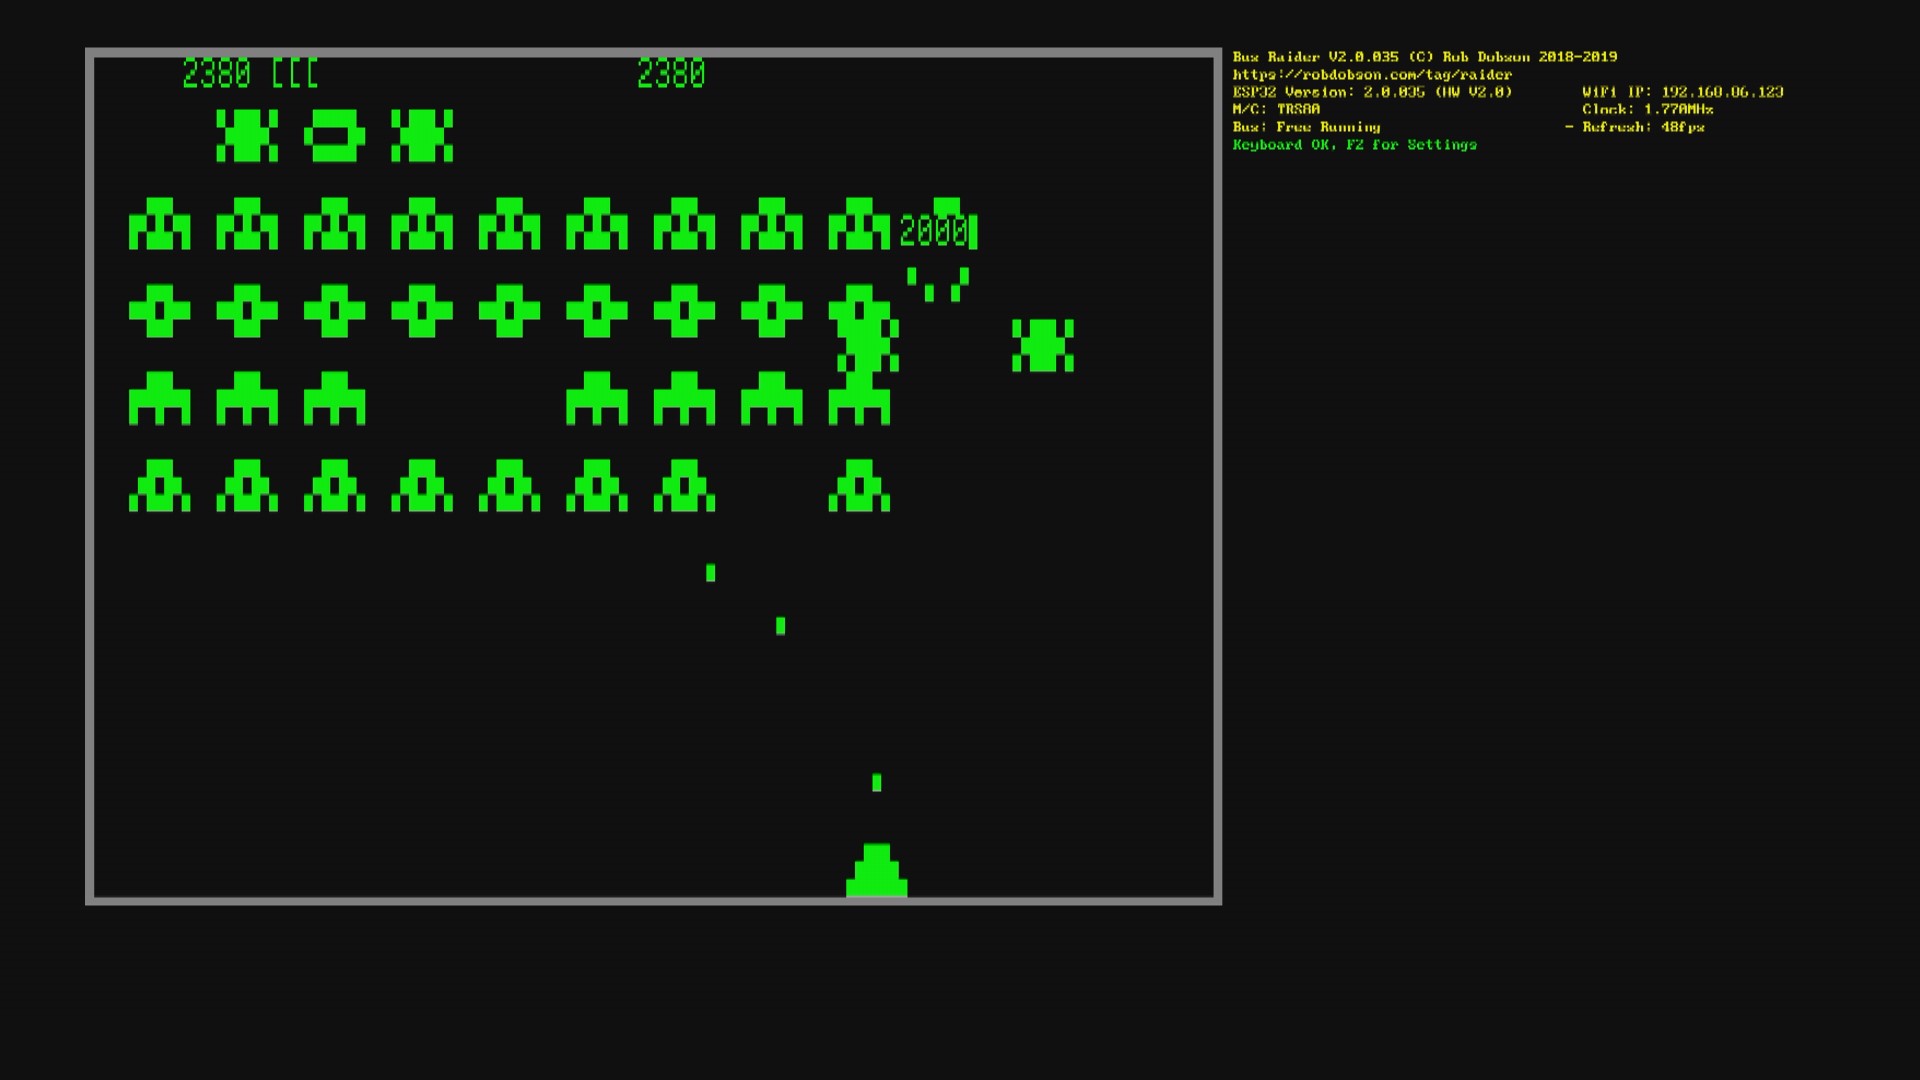 2380 [[[ 2380
2000
Bus Raider V2.0.035 (C) Rob Dobson 2018-2019
https://robdobson.com/tag/raider
ESP32 Version: 2.0.035 (HW V2.0) WiFi IP: 192.168.86.123
M/C: TRS80 Clock: 1.770MHz
Bus: Free Running - Refresh: 48fps
Keyboard OK, F2 for Settings